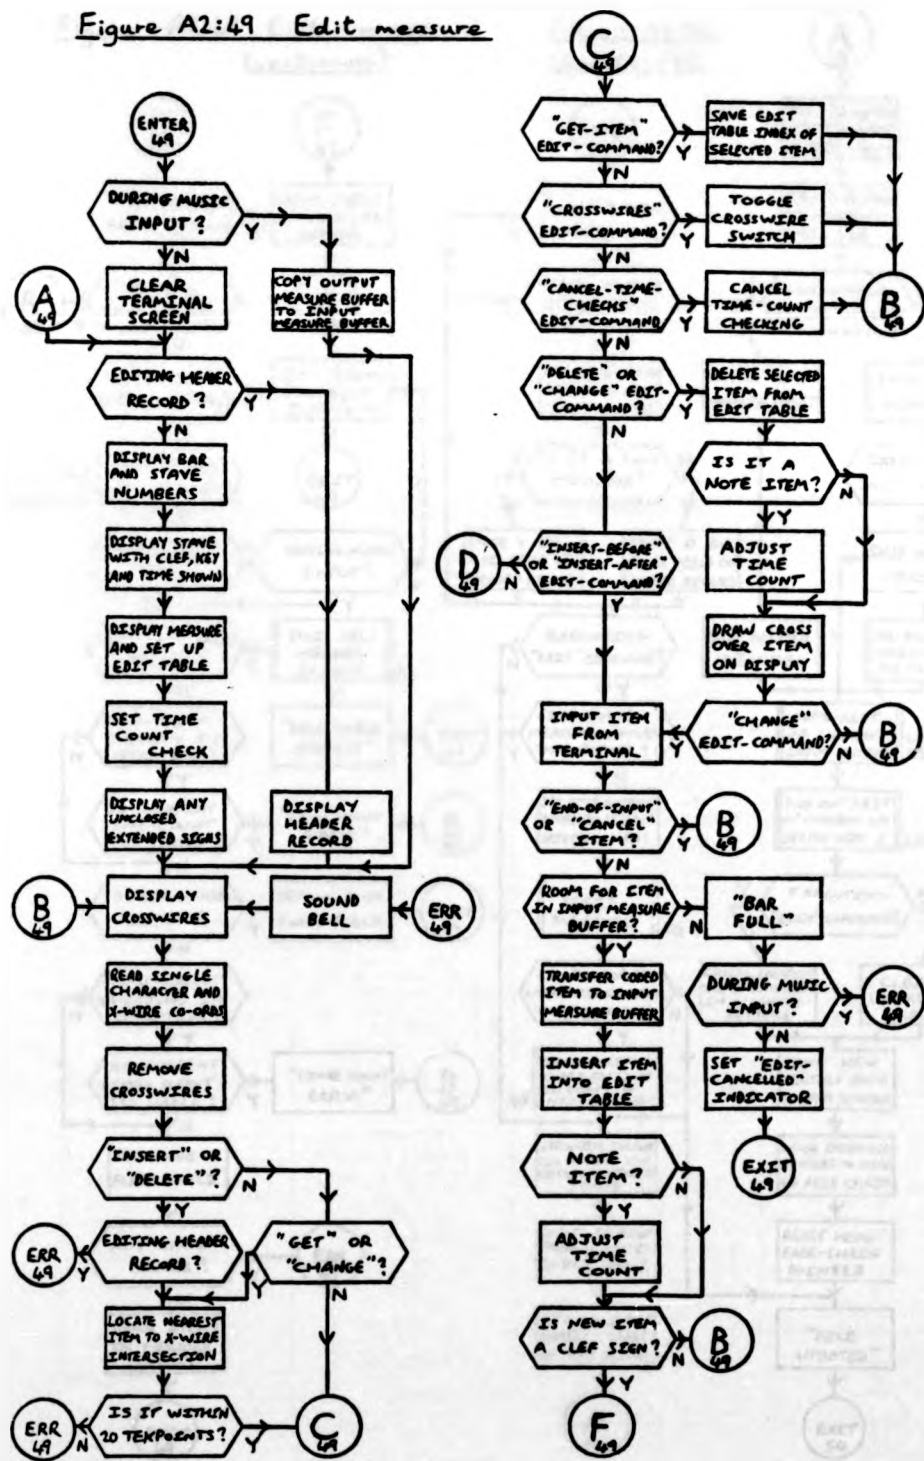 Figure A2:49 Edit measure
ENTER
49
DURING MUSIC
INPUT?
Y
N
CLEAR
TERMINAL
SCREEN
COPY OUTPUT
MEASURE BUFFER
TO INPUT
MEASURE BUFFER
A
49
EDITING HEADER
RECORD?
Y
N
DISPLAY BAR
AND STAVE
NUMBERS
DISPLAY STAVE
WITH CLEF, KEY
AND TIME SHOWN
DISPLAY MEASURE
AND SET UP
EDIT TABLE
SET TIME
COUNT
CHECK
DISPLAY ANY
UNCLOSED
EXTENDED SIGNS
DISPLAY
HEADER
RECORD
B
49
DISPLAY
CROSSWIRES
SOUND
BELL
ERR
49
READ SINGLE
CHARACTER AND
X-WIRE CO-ORDS
REMOVE
CROSSWIRES
"INSERT" OR
"DELETE"?
N
Y
ERR
49
Y
EDITING HEADER
RECORD?
"GET" OR
"CHANGE"?
Y
N
LOCATE NEAREST
ITEM TO X-WIRE
INTERSECTION
ERR
49
N
IS IT WITHIN
20 TEKPOINTS?
Y
C
49
C
49
"GET-ITEM"
EDIT-COMMAND?
Y
N
SAVE EDIT
TABLE INDEX OF
SELECTED ITEM
"CROSSWIRES"
EDIT-COMMAND?
Y
N
TOGGLE
CROSSWIRE
SWITCH
"CANCEL-TIME-
CHECKS"
EDIT-COMMAND
Y
N
CANCEL
TIME-COUNT
CHECKING
B
49
"DELETE" OR
"CHANGE" EDIT-
COMMAND?
Y
N
DELETE SELECTED
ITEM FROM
EDIT TABLE
IS IT A
NOTE ITEM?
N
Y
ADJUST
TIME
COUNT
D
49
N
"INSERT-BEFORE"
OR "INSERT-AFTER"
EDIT-COMMAND?
Y
DRAW CROSS
OVER ITEM
ON DISPLAY
INPUT ITEM
FROM
TERMINAL
Y
"CHANGE"
EDIT-COMMAND?
N
B
49
"END-OF-INPUT"
OR "CANCEL"
ITEM?
Y
N
B
49
ROOM FOR ITEM
IN INPUT MEASURE
BUFFER?
N
Y
"BAR
FULL"
TRANSFER CODED
ITEM TO INPUT
MEASURE BUFFER
DURING MUSIC
INPUT?
Y
N
ERR
49
INSERT ITEM
INTO EDIT
TABLE
SET "EDIT-
CANCELLED"
INDICATOR
EXIT
49
NOTE
ITEM?
N
Y
ADJUST
TIME
COUNT
IS NEW ITEM
A CLEF SIGN?
N
Y
B
49
F
49